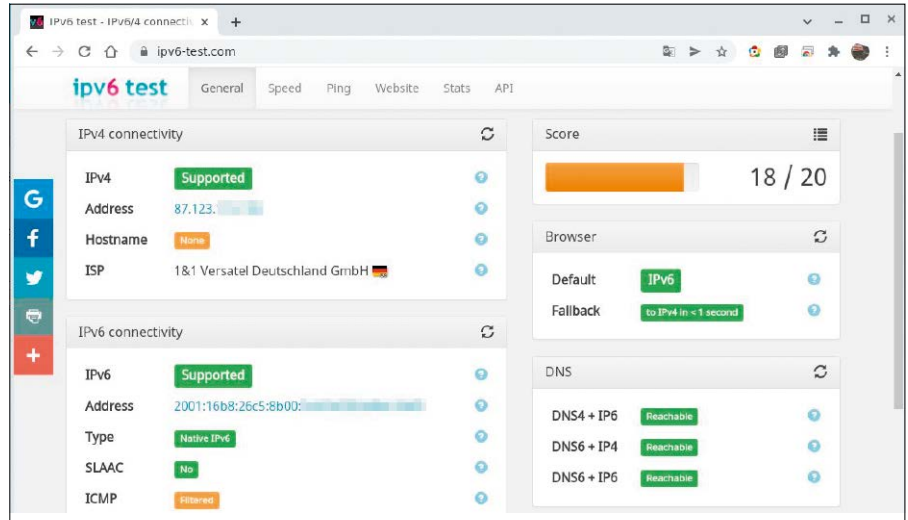 IPv6 test - IPv6/4 connectiv
ipv6-test.com
ipv6 test General Speed Ping Website Stats API
IPv4 connectivity
IPv4 Supported
Address 87.123.
Hostname None
ISP 1&1 Versatel Deutschland GmbH
IPv6 connectivity
IPv6 Supported
Address 2001:16b8:26c5:8b00:
Type Native IPv6
SLAAC No
ICMP Filtered
Score
18 / 20
Browser
Default IPv6
Fallback to IPv4 in < 1 second
DNS
DNS4 + IP6 Reachable
DNS6 + IP4 Reachable
DNS6 + IP6 Reachable